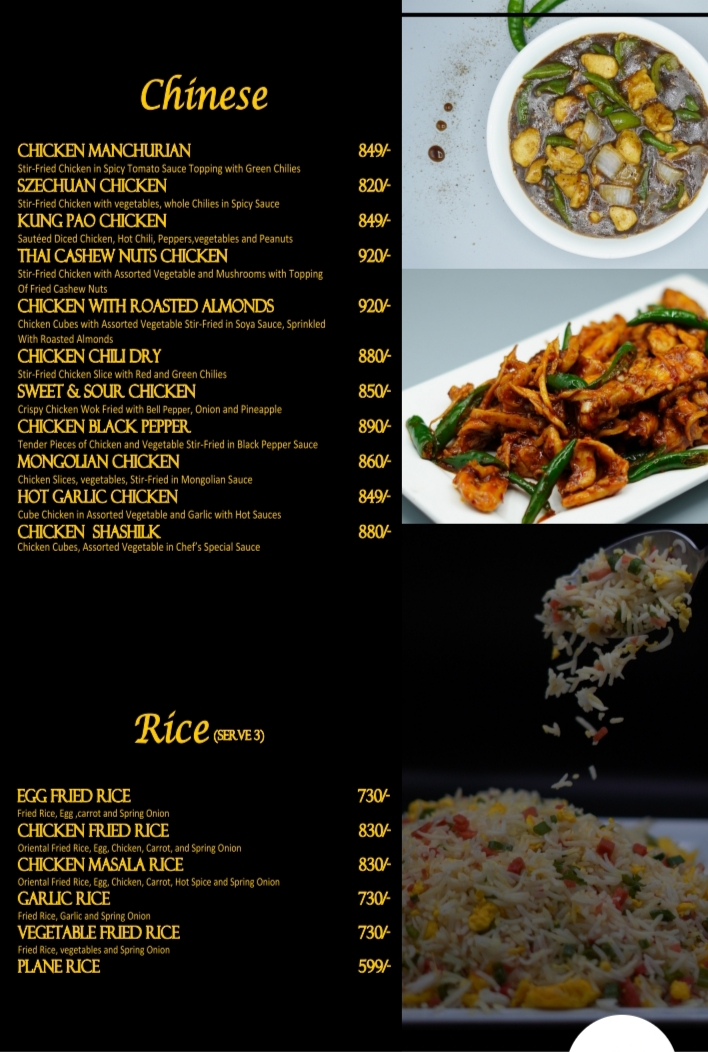 Chinese
CHICKEN MANCHURIAN 849/-
Stir-Fried Chicken in Spicy Tomato Sauce Topping with Green Chilies
SZECHUAN CHICKEN 820/-
Stir-Fried Chicken with vegetables, whole Chilies in Spicy Sauce
KUNG PAO CHICKEN 849/-
Sautéed Diced Chicken, Hot Chili, Peppers,vegetables and Peanuts
THAI CASHEW NUTS CHICKEN 920/-
Stir-Fried Chicken with Assorted Vegetable and Mushrooms with Topping
Of Fried Cashew Nuts
CHICKEN WITH ROASTED ALMONDS 920/-
Chicken Cubes with Assorted Vegetable Stir-Fried in Soya Sauce, Sprinkled
With Roasted Almonds
CHICKEN CHILI DRY 880/-
Stir-Fried Chicken Slice with Red and Green Chilies
SWEET & SOUR CHICKEN 850/-
Crispy Chicken Wok Fried with Bell Pepper, Onion and Pineapple
CHICKEN BLACK PEPPER 890/-
Tender Pieces of Chicken and Vegetable Stir-Fried in Black Pepper Sauce
MONGOLIAN CHICKEN 860/-
Chicken Slices, vegetables, Stir-Fried in Mongolian Sauce
HOT GARLIC CHICKEN 849/-
Cube Chicken in Assorted Vegetable and Garlic with Hot Sauces
CHICKEN SHASHILK 880/-
Chicken Cubes, Assorted Vegetable in Chef's Special Sauce
Rice (SERVE 3)
EGG FRIED RICE 730/-
Fried Rice, Egg ,carrot and Spring Onion
CHICKEN FRIED RICE 830/-
Oriental Fried Rice, Egg, Chicken, Carrot, and Spring Onion
CHICKEN MASALA RICE 830/-
Oriental Fried Rice, Egg, Chicken, Carrot, Hot Spice and Spring Onion
GARLIC RICE 730/-
Fried Rice, Garlic and Spring Onion
VEGETABLE FRIED RICE 730/-
Fried Rice, vegetables and Spring Onion
PLANE RICE 599/-